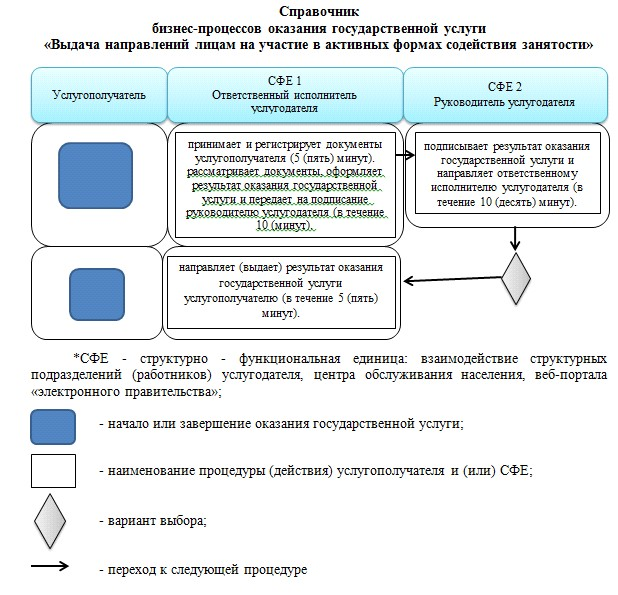 Справочник
бизнес-процессов оказания государственной услуги
«Выдача направлений лицам на участие в активных формах содействия занятости»
Услугополучатель
СФЕ 1
Ответственный исполнитель
услугодателя
СФЕ 2
Руководитель услугодателя
принимает и регистрирует документы
услугополучателя (5 (пять) минут).
рассматривает документы, оформляет
результат оказания государственной
услуги и передает на подписание
руководителю услугодателя (в течение
10 (минут).
подписывает результат оказания
государственной услуги и
направляет ответственному
исполнителю услугодателя (в
течение 10 (десять) минут).
направляет (выдает) результат оказания
государственной услуги
услугополучателю (в течение 5 (пять)
минут).
*СФЕ - структурно - функциональная единица: взаимодействие структурных
подразделений (работников) услугодателя, центра обслуживания населения, веб-портала
«электронного правительства»;
- начало или завершение оказания государственной услуги;
- наименование процедуры (действия) услугополучателя и (или) СФЕ;
- вариант выбора;
- переход к следующей процедуре